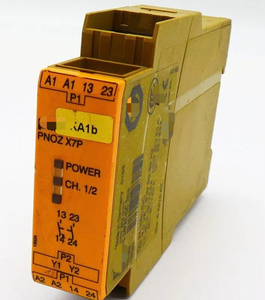 A1 A1 13 23
P1
KA1b
PNOZ X7P
POWER
CH. 1/2
13 23
14 24
P2
Y1 Y2
P1
A2 A2 14 24